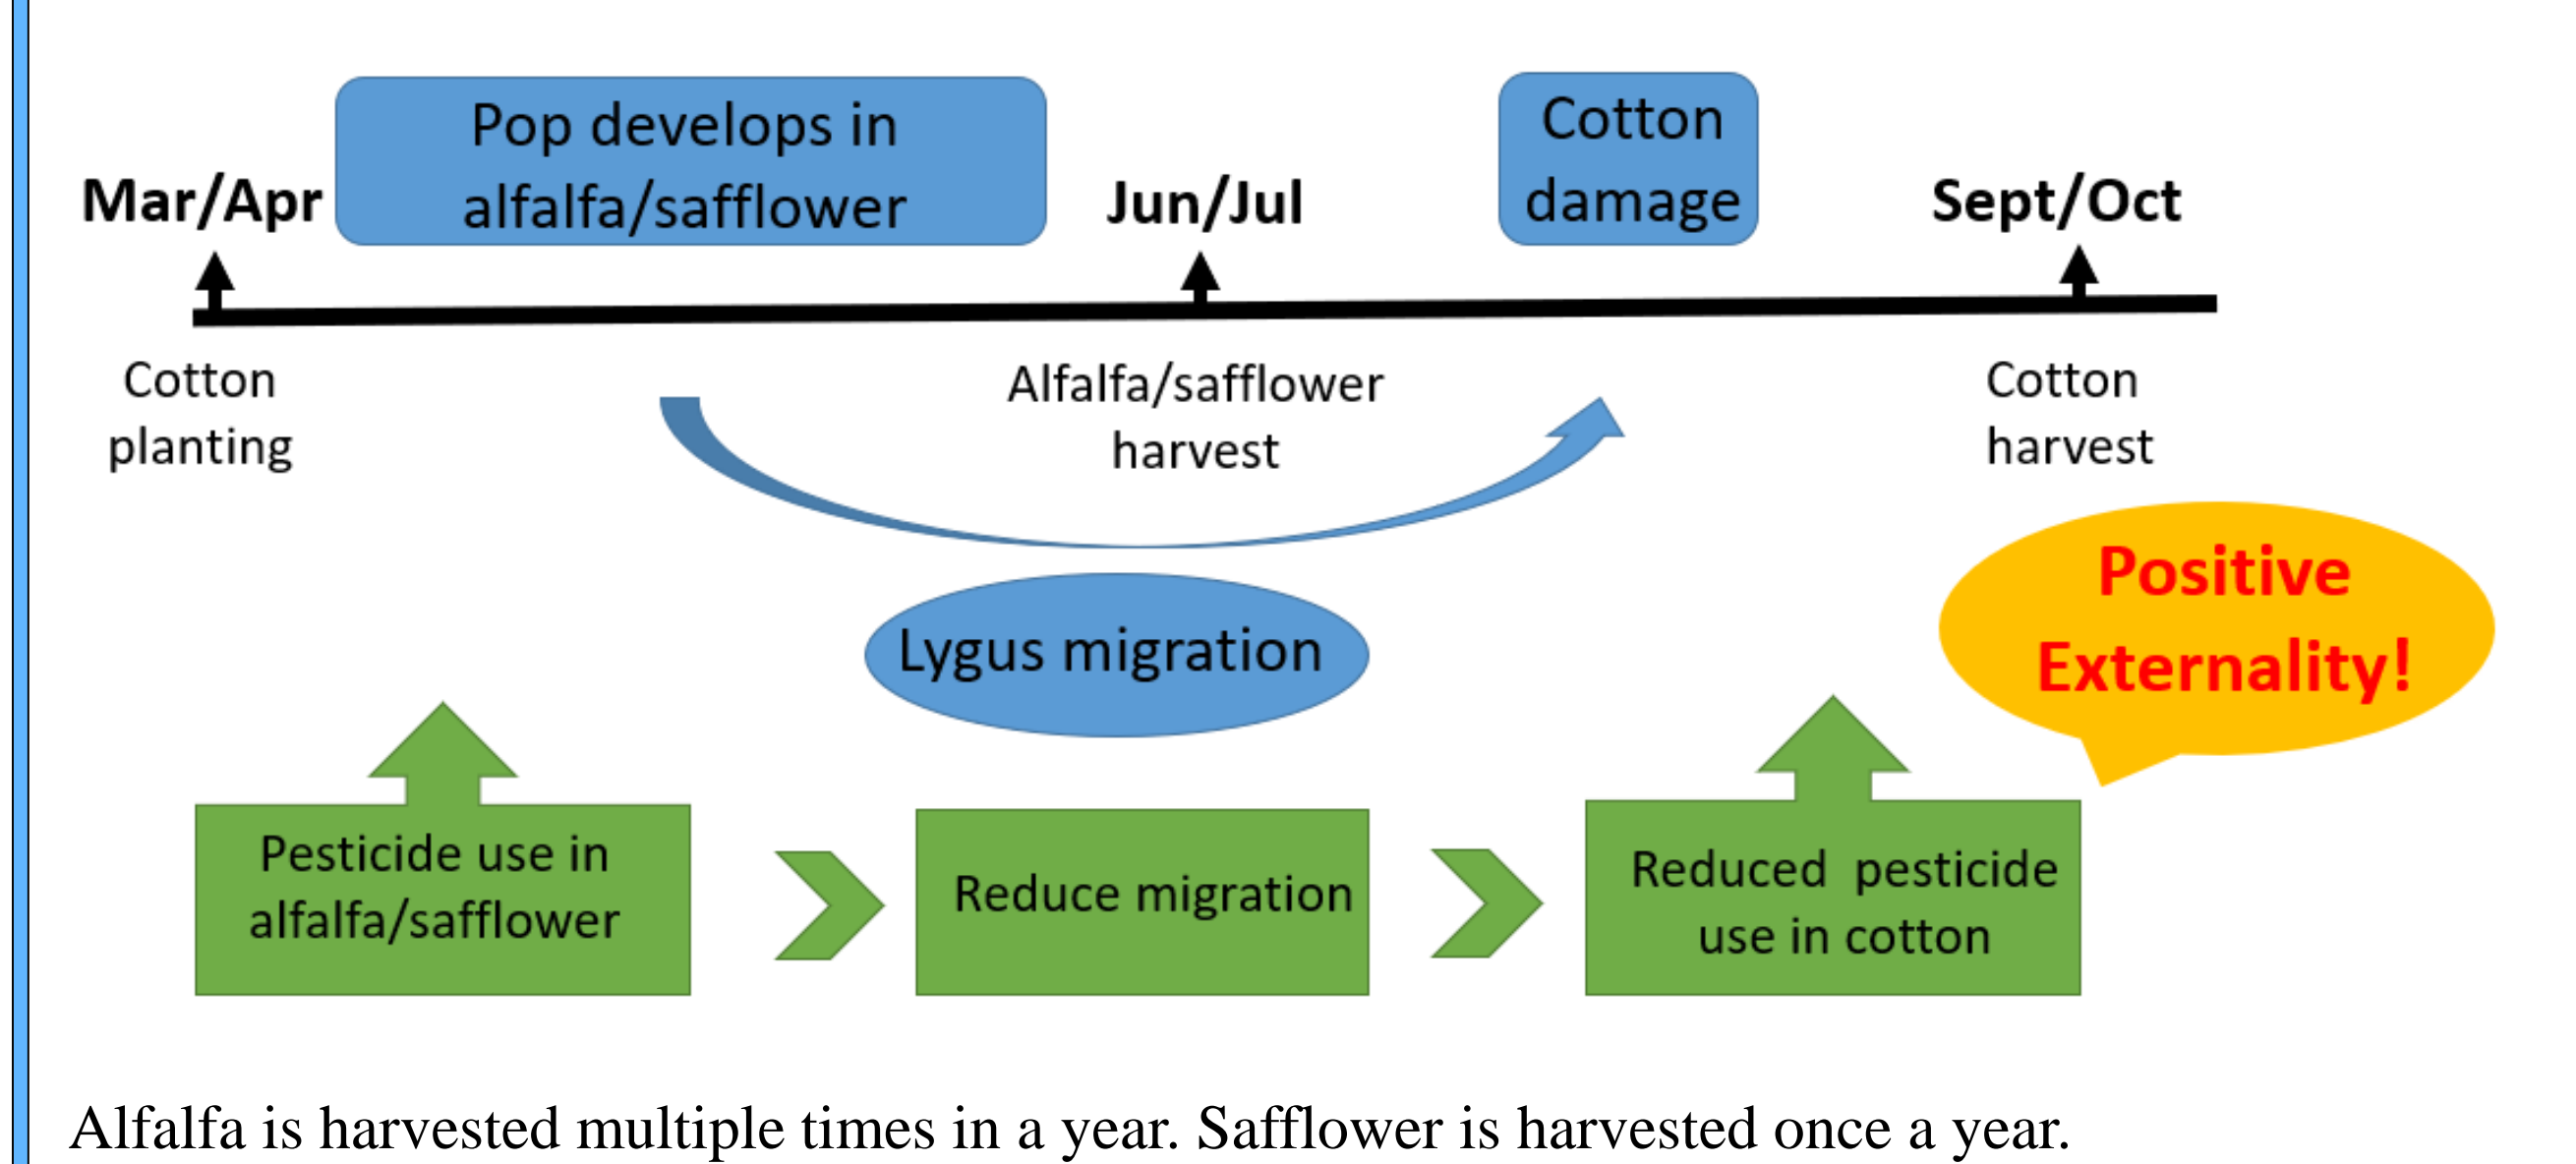 Pop develops in
alfalfa/safflower
Cotton
damage
Mar/Apr
Jun/Jul
Sept/Oct
Cotton
planting
Alfalfa/safflower
harvest
Cotton
harvest
Lygus migration
Positive
Externality!
Pesticide use in
alfalfa/safflower
Reduce migration
Reduced pesticide
use in cotton
Alfalfa is harvested multiple times in a year. Safflower is harvested once a year.